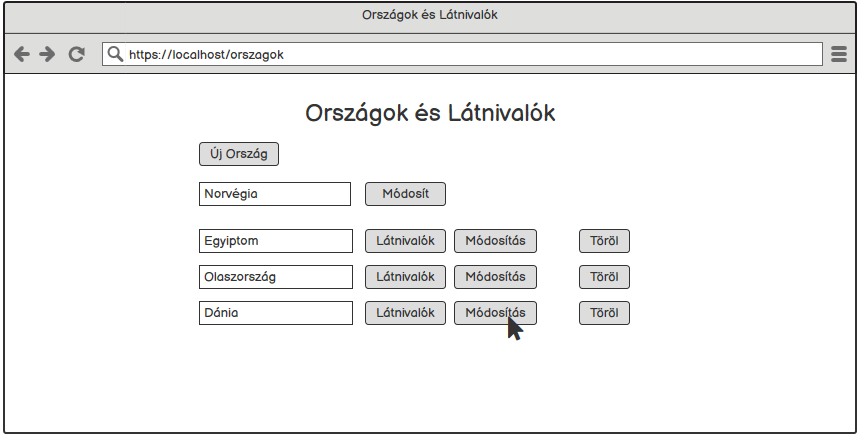 Országok és Látnivalók
https://localhost/orszagok
Országok és Látnivalók
Új Ország
Norvégia Módosít
Egyiptom Látnivalók Módosítás Töröl
Olaszország Látnivalók Módosítás Töröl
Dánia Látnivalók Módosítás Töröl